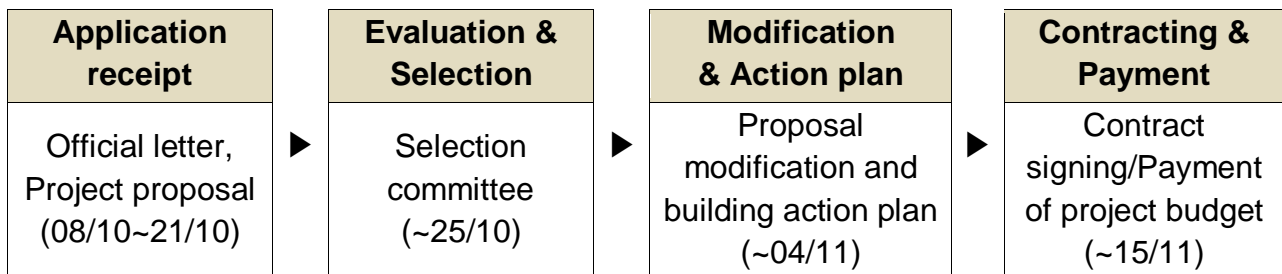 Application
receipt
Official letter,
Project proposal
(08/10~21/10)
Evaluation &
Selection
Selection
committee
(~25/10)
Modification
& Action plan
Proposal
modification and
building action plan
(~04/11)
Contracting &
Payment
Contract
signing/Payment
of project budget
(~15/11)